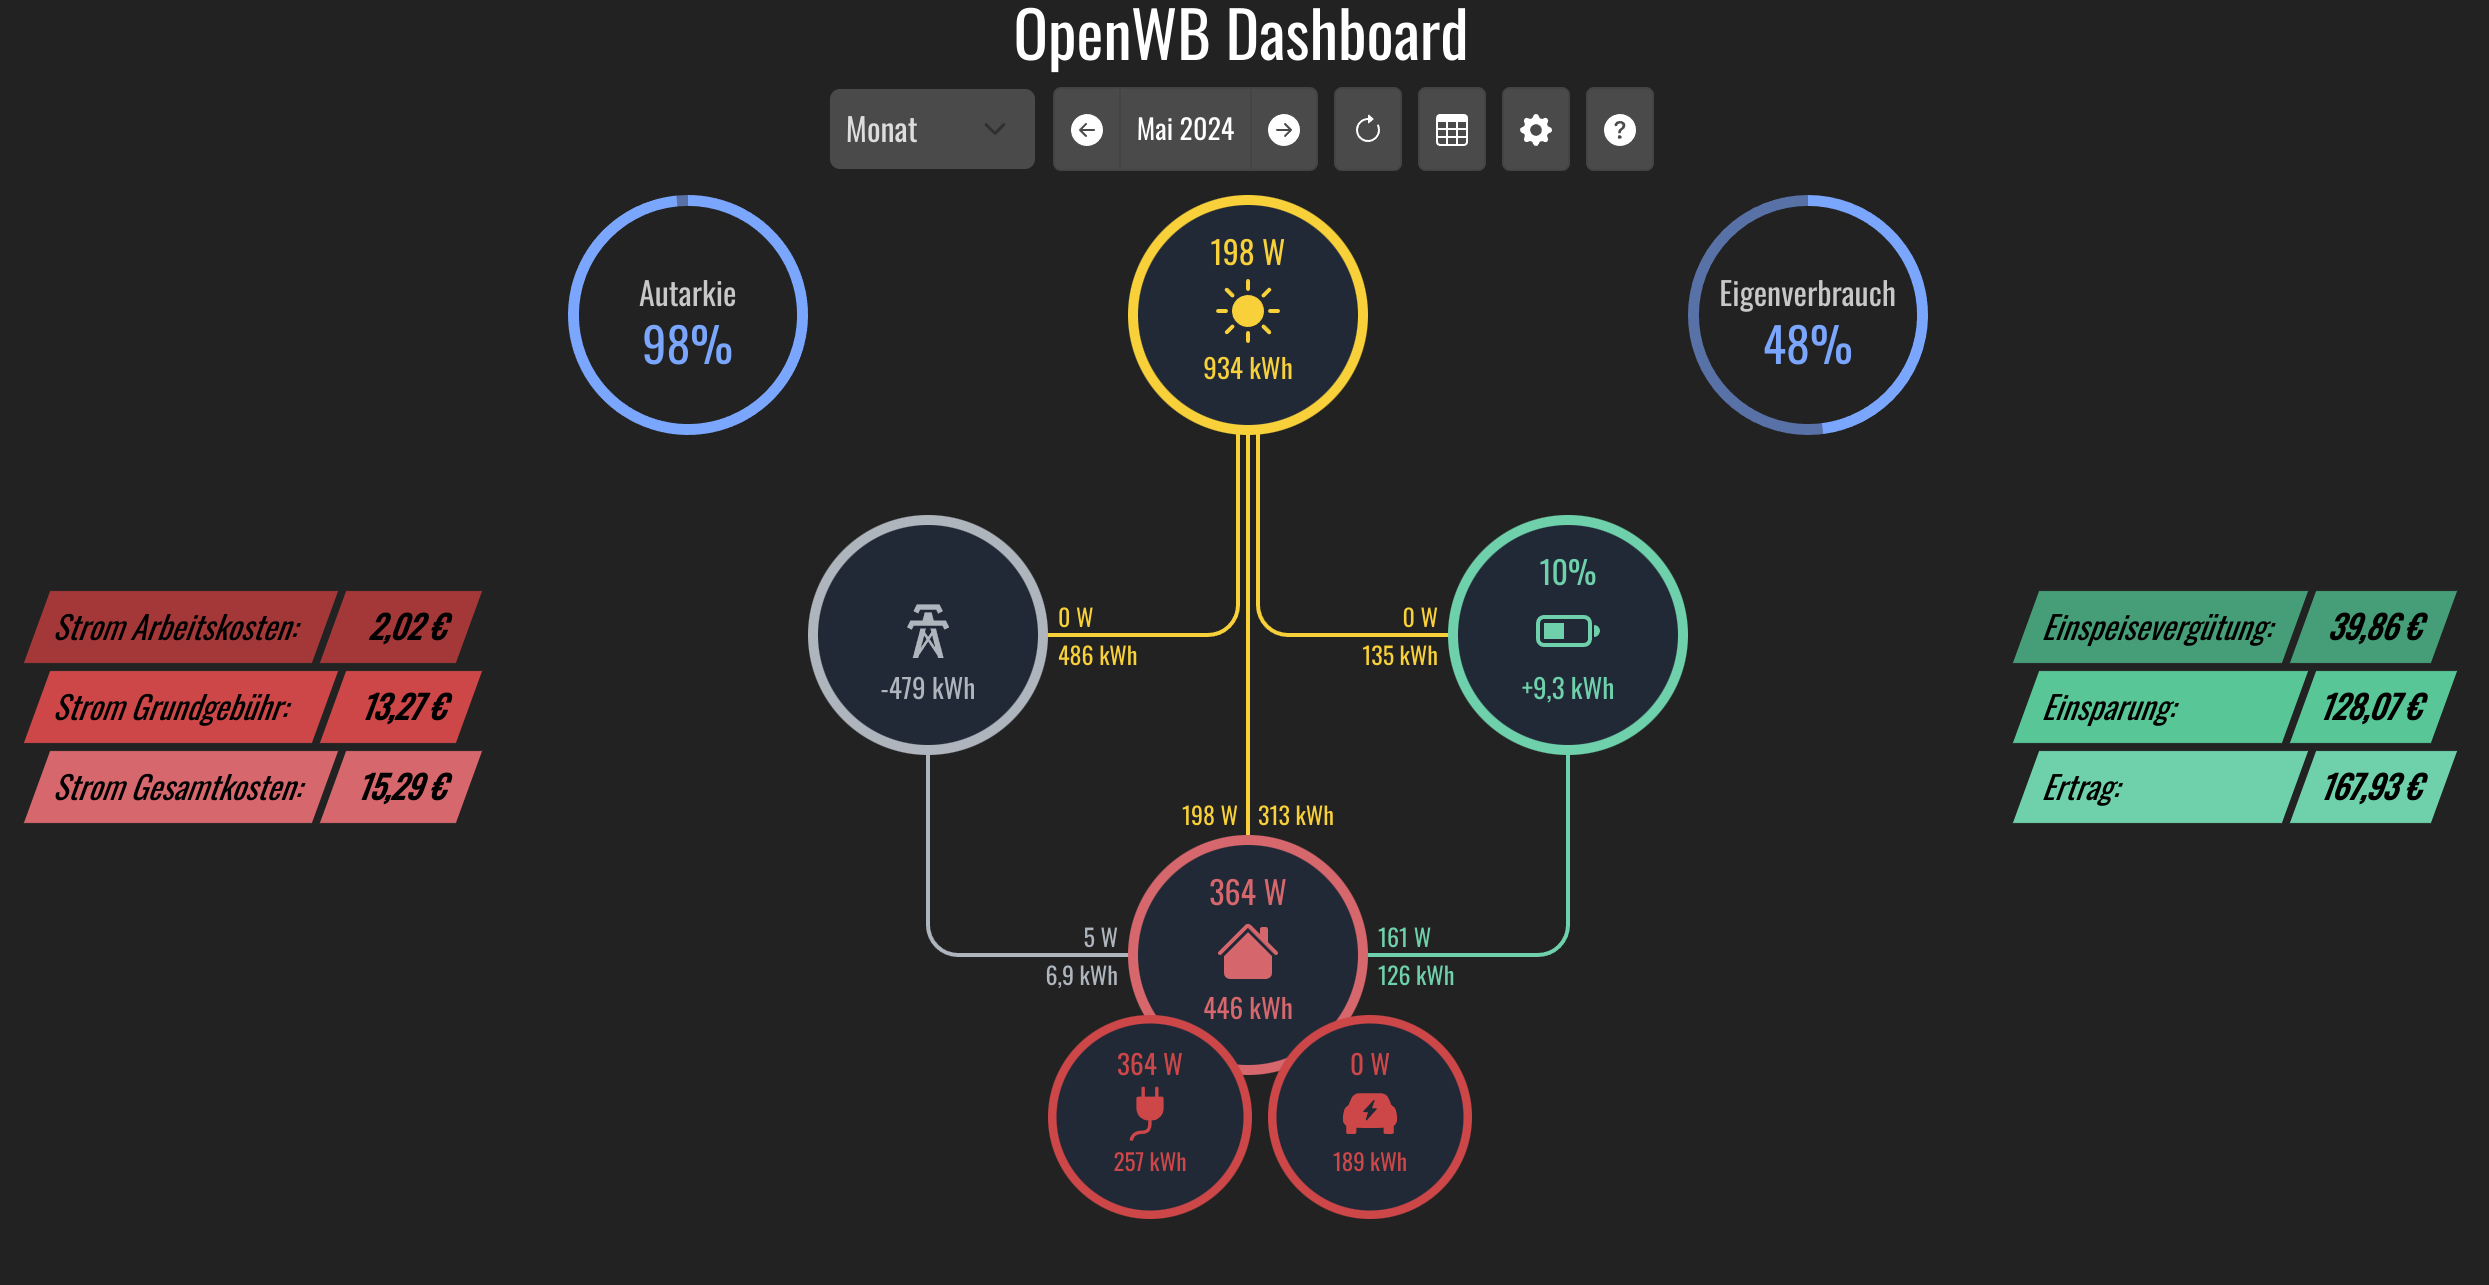 OpenWB Dashboard
Monat
Mai 2024
Autarkie
98%
198 W
934 kWh
Eigenverbrauch
48%
-479 kWh
0 W
486 kWh
0 W
135 kWh
10%
+9,3 kWh
Strom Arbeitskosten: 2,02 €
Strom Grundgebühr: 13,27 €
Strom Gesamtkosten: 15,29 €
Einspeisevergütung: 39,86 €
Einsparung: 128,07 €
Ertrag: 167,93 €
198 W 313 kWh
364 W
446 kWh
5 W
6,9 kWh
161 W
126 kWh
364 W
257 kWh
0 W
189 kWh